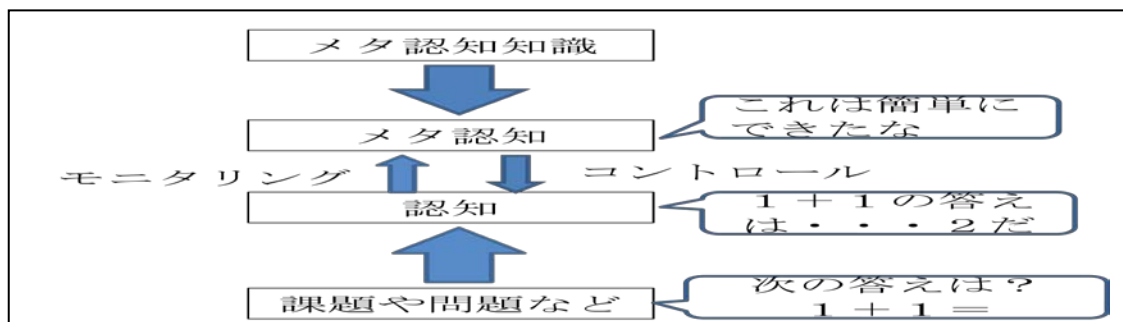 メタ認知知識
メタ認知
これは簡単に
できたな
モニタリング
コントロール
認知
1+1の答え
は・・・2だ
課題や問題など
次の答えは?
1+1=